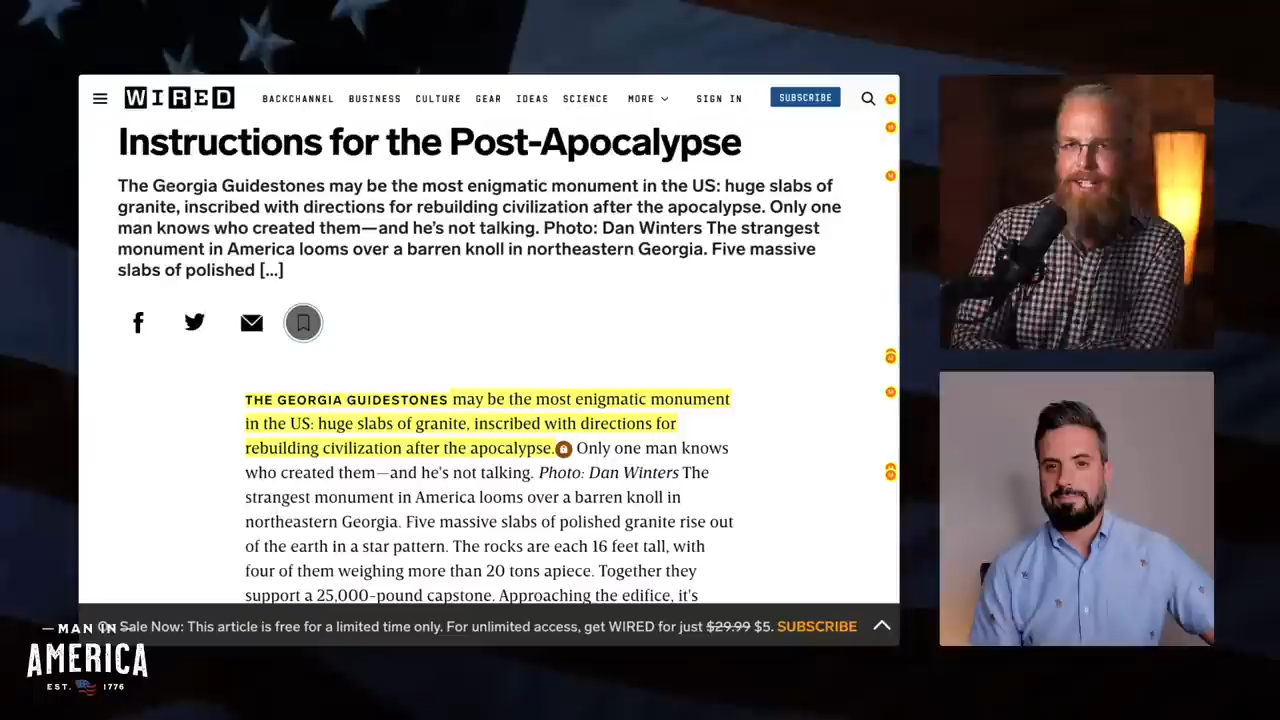 WIRED
BACKCHANNEL BUSINESS CULTURE GEAR IDEAS SCIENCE MORE SIGN IN SUBSCRIBE
Instructions for the Post-Apocalypse
The Georgia Guidestones may be the most enigmatic monument in the US: huge slabs of
granite, inscribed with directions for rebuilding civilization after the apocalypse. Only one
man knows who created them—and he's not talking. Photo: Dan Winters The strangest
monument in America looms over a barren knoll in northeastern Georgia. Five massive
slabs of polished [...]
THE GEORGIA GUIDESTONES may be the most enigmatic monument
in the US: huge slabs of granite, inscribed with directions for
rebuilding civilization after the apocalypse. Only one man knows
who created them—and he's not talking. Photo: Dan Winters The
strangest monument in America looms over a barren knoll in
northeastern Georgia. Five massive slabs of polished granite rise out
of the earth in a star pattern. The rocks are each 16 feet tall, with
four of them weighing more than 20 tons apiece. Together they
support a 25,000-pound capstone. Approaching the edifice, it's
Sale Now: This article is free for a limited time only. For unlimited access, get WIRED for just $29.99 $5. SUBSCRIBE
MAN IN
AMERICA
EST. 1776